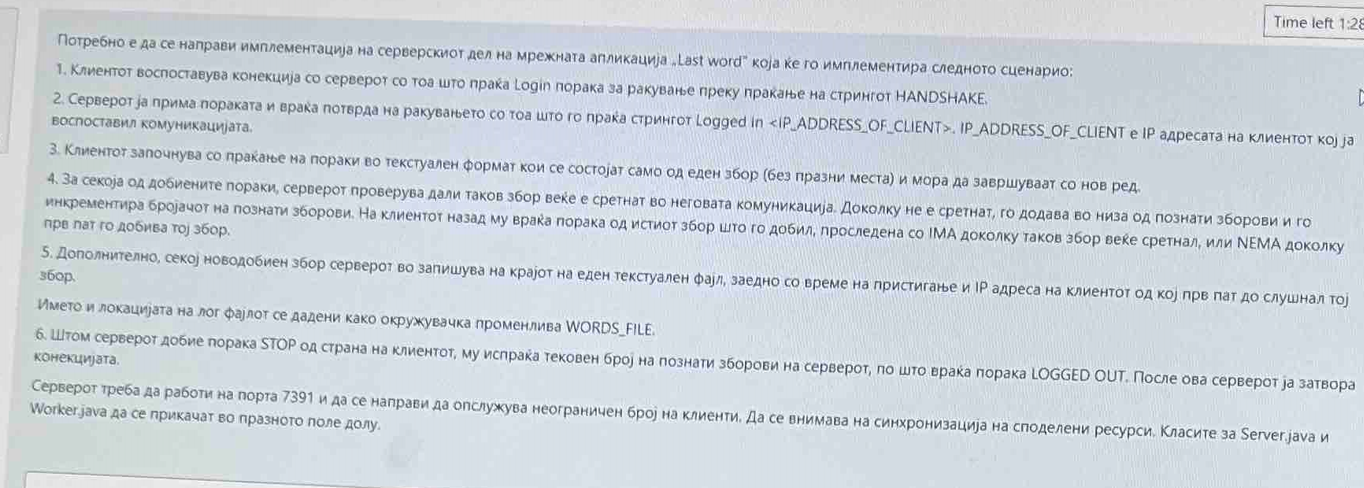 Time left 1:28
Потребно е да се направи имплементација на серверскиот дел на мрежната апликација „Last word" која ќе го имплементира следното сценарио:
1. Клиентот воспоставува конекција со серверот со тоа што праќа Login порака за ракување преку праќање на стрингот HANDSHAKE.
2. Серверот ја прима пораката и враќа потврда на ракувањето со тоа што го праќа стрингот Logged in <IP_ADDRESS_OF_CLIENT>. IP_ADDRESS_OF_CLIENT е IP адресата на клиентот кој ја
воспоставил комуникацијата.
3. Клиентот започнува со праќање на пораки во текстуален формат кои се состојат само од еден збор (без празни места) и мора да завршуваат со нов ред.
4. За секоја од добиените пораки, серверот проверува дали таков збор веќе е сретнат во неговата комуникација. Доколку не е сретнат, го додава во низа од познати зборови и го
инкрементира бројачот на познати зборови. На клиентот назад му враќа порака од истиот збор што го добил, проследена со IMA доколку таков збор веќе сретнал, или NEMA доколку
прв пат го добива тој збор.
5. Дополнително, секој новодобиен збор серверот во запишува на крајот на еден текстуален фајл, заедно со време на пристигање и IP адреса на клиентот од кој прв пат до слушнал тој
збор.
Името и локацијата на лог фајлот се дадени како окружувачка променлива WORDS_FILE.
6. Штом серверот добие порака STOP од страна на клиентот, му испраќа тековен број на познати зборови на серверот, по што враќа порака LOGGED OUT. После ова серверот ја затвора
конекцијата.
Серверот треба да работи на порта 7391 и да се направи да опслужува неограничен број на клиенти. Да се внимава на синхронизација на споделени ресурси. Класите за Server.java и
Worker.java да се прикачат во празното поле долу.